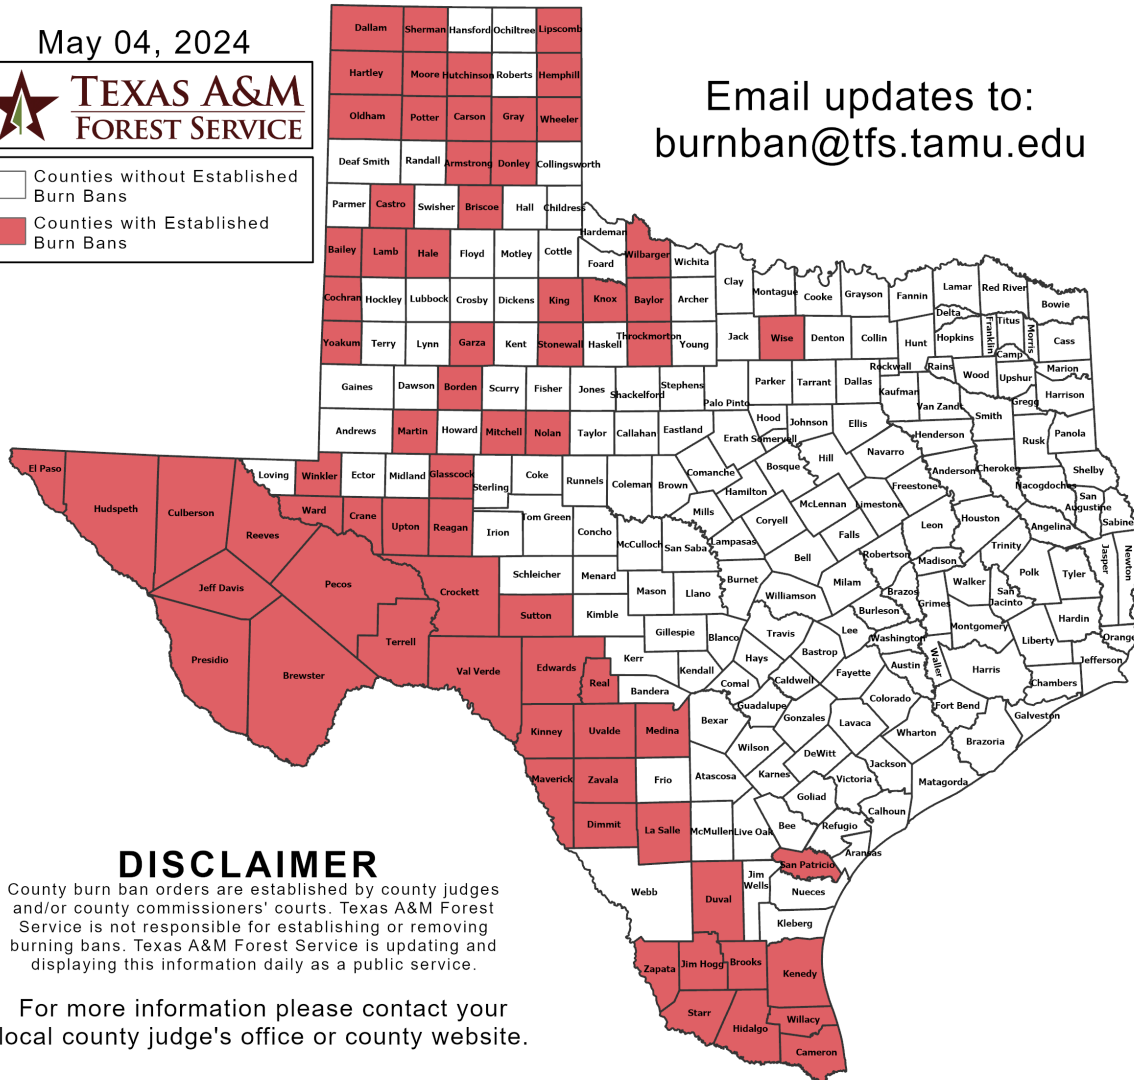 May 04, 2024
TEXAS A&M
FOREST SERVICE
Counties without Established
Burn Bans
Counties with Established
Burn Bans
Email updates to:
burnban@tfs.tamu.edu
Dallam Sherman Hansford Ochiltree Lipscomb
Hartley Moore Hutchinson Roberts Hemphill
Oldham Potter Carson Gray Wheeler
Deaf Smith Randall Armstrong Donley Collingsworth
Parmer Castro Swisher Briscoe Hall Childress
Hardeman
Bailey Lamb Hale Floyd Motley Cottle Foard Wilbarger Wichita
Clay Montague Cooke Grayson Fannin Lamar Red River Bowie
Cochran Hockley Lubbock Crosby Dickens King Knox Baylor Archer
Delta Franklin Titus Morris Cass
Yoakum Terry Lynn Garza Kent Stonewall Haskell Throckmorton Young Jack Wise Denton Collin Hunt Hopkins
Camp
Rockwall Rains Wood Upshur Marion
Gaines Dawson Borden Scurry Fisher Jones Shackelford Stephens Palo Pinto Parker Tarrant Dallas Kaufman Van Zandt Gregg Harrison
Andrews Martin Howard Mitchell Nolan Taylor Callahan Eastland Erath Somervell Hood Johnson Ellis Henderson Smith Rusk Panola
El Paso Hudspeth Culberson Loving Winkler Ector Midland Glasscock Sterling Coke Runnels Coleman Brown Comanche Hamilton Bosque Hill Navarro Freestone Anderson Cherokee Nacogdoches Shelby
San
Augustine
Sabine
Reeves Ward Crane Upton Reagan Irion Tom Green Concho McCulloch San Saba Mills Lampasas Coryell McLennan Limestone Falls Leon Houston Angelina
Trinity Jasper Newton
Jeff Davis Pecos Crockett Schleicher Menard Mason Llano Burnet Bell Milam Robertson Madison Walker Polk Tyler
San
Jacinto
Presidio Brewster Terrell Sutton Kimble Gillespie Blanco Williamson Travis Lee Burleson Brazos Grimes Montgomery Liberty Hardin Orange
Washington
Val Verde Edwards Real Kerr Kendall Hays Bastrop Fayette Austin Waller Harris Chambers Jefferson
Bandera Comal Caldwell Guadalupe Colorado Fort Bend Galveston
Kinney Uvalde Medina Bexar Wilson Gonzales Lavaca Wharton Brazoria
Maverick Zavala Frio Atascosa Karnes DeWitt Victoria Jackson Matagorda
Goliad Calhoun
Dimmit La Salle McMullen Live Oak Bee Refugio
Aransas
San Patricio
Webb Duval
Jim
Wells
Nueces
Kleberg
Zapata Jim Hogg Brooks Kenedy
Starr Hidalgo Willacy
Cameron
DISCLAIMER
County burn ban orders are established by county judges
and/or county commissioners' courts. Texas A&M Forest
Service is not responsible for establishing or removing
burning bans. Texas A&M Forest Service is updating and
displaying this information daily as a public service.
For more information please contact your
local county judge's office or county website.